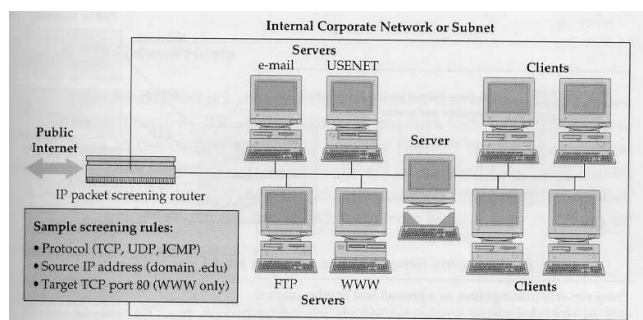 Internal Corporate Network or Subnet
Servers
e-mail USENET
Clients
Public
Internet
Server
IP packet screening router
Sample screening rules:
• Protocol (TCP, UDP, ICMP)
• Source IP address (domain .edu)
• Target TCP port 80 (WWW only)
FTP WWW
Servers
Clients